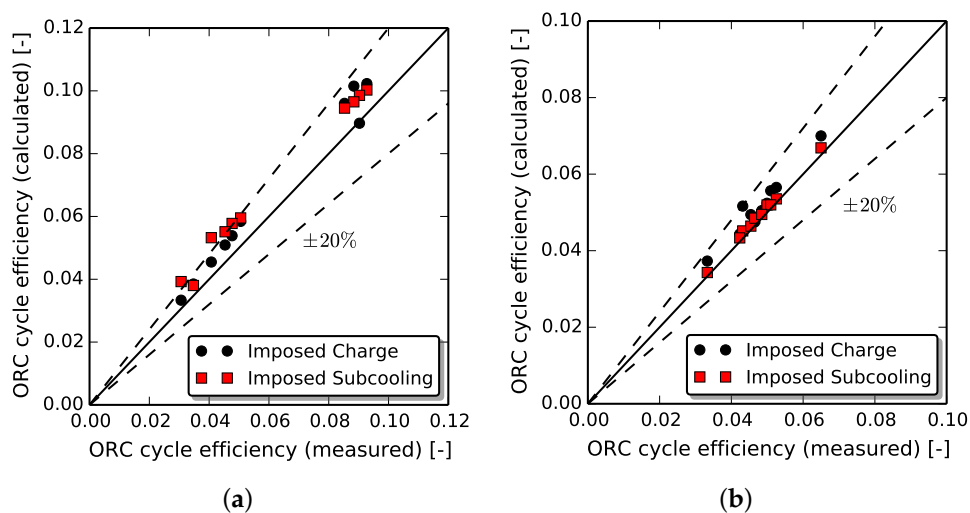 0.12
0.10
0.08
0.06
0.04
0.02
0.00
0.00 0.02 0.04 0.06 0.08 0.10 0.12
ORC cycle efficiency (calculated) [-]
ORC cycle efficiency (measured) [-]
±20%
Imposed Charge
Imposed Subcooling
(a)
0.10
0.08
0.06
0.04
0.02
0.00
0.00 0.02 0.04 0.06 0.08 0.10
ORC cycle efficiency (calculated) [-]
ORC cycle efficiency (measured) [-]
±20%
Imposed Charge
Imposed Subcooling
(b)